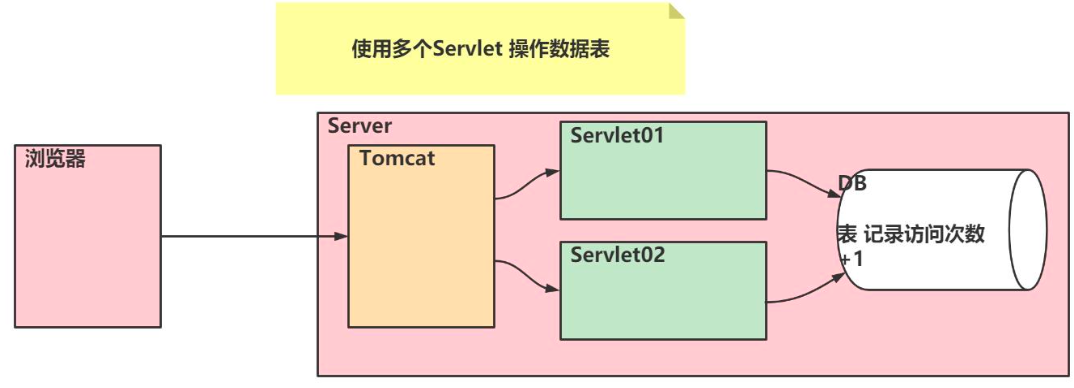 使用多个Servlet 操作数据表
Server
浏览器
Tomcat
Servlet01
Servlet02
DB
表 记录访问次数
+1